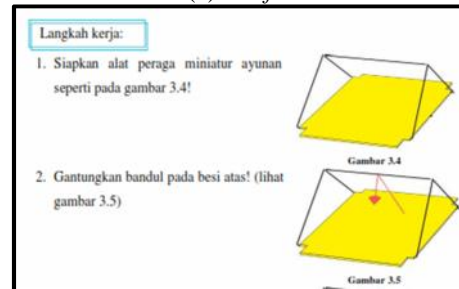 Langkah kerja:
1. Siapkan alat peraga miniatur ayunan
seperti pada gambar 3.4!
Gambar 3.4
2. Gantungkan bandul pada besi atas! (lihat
gambar 3.5)
Gambar 3.5